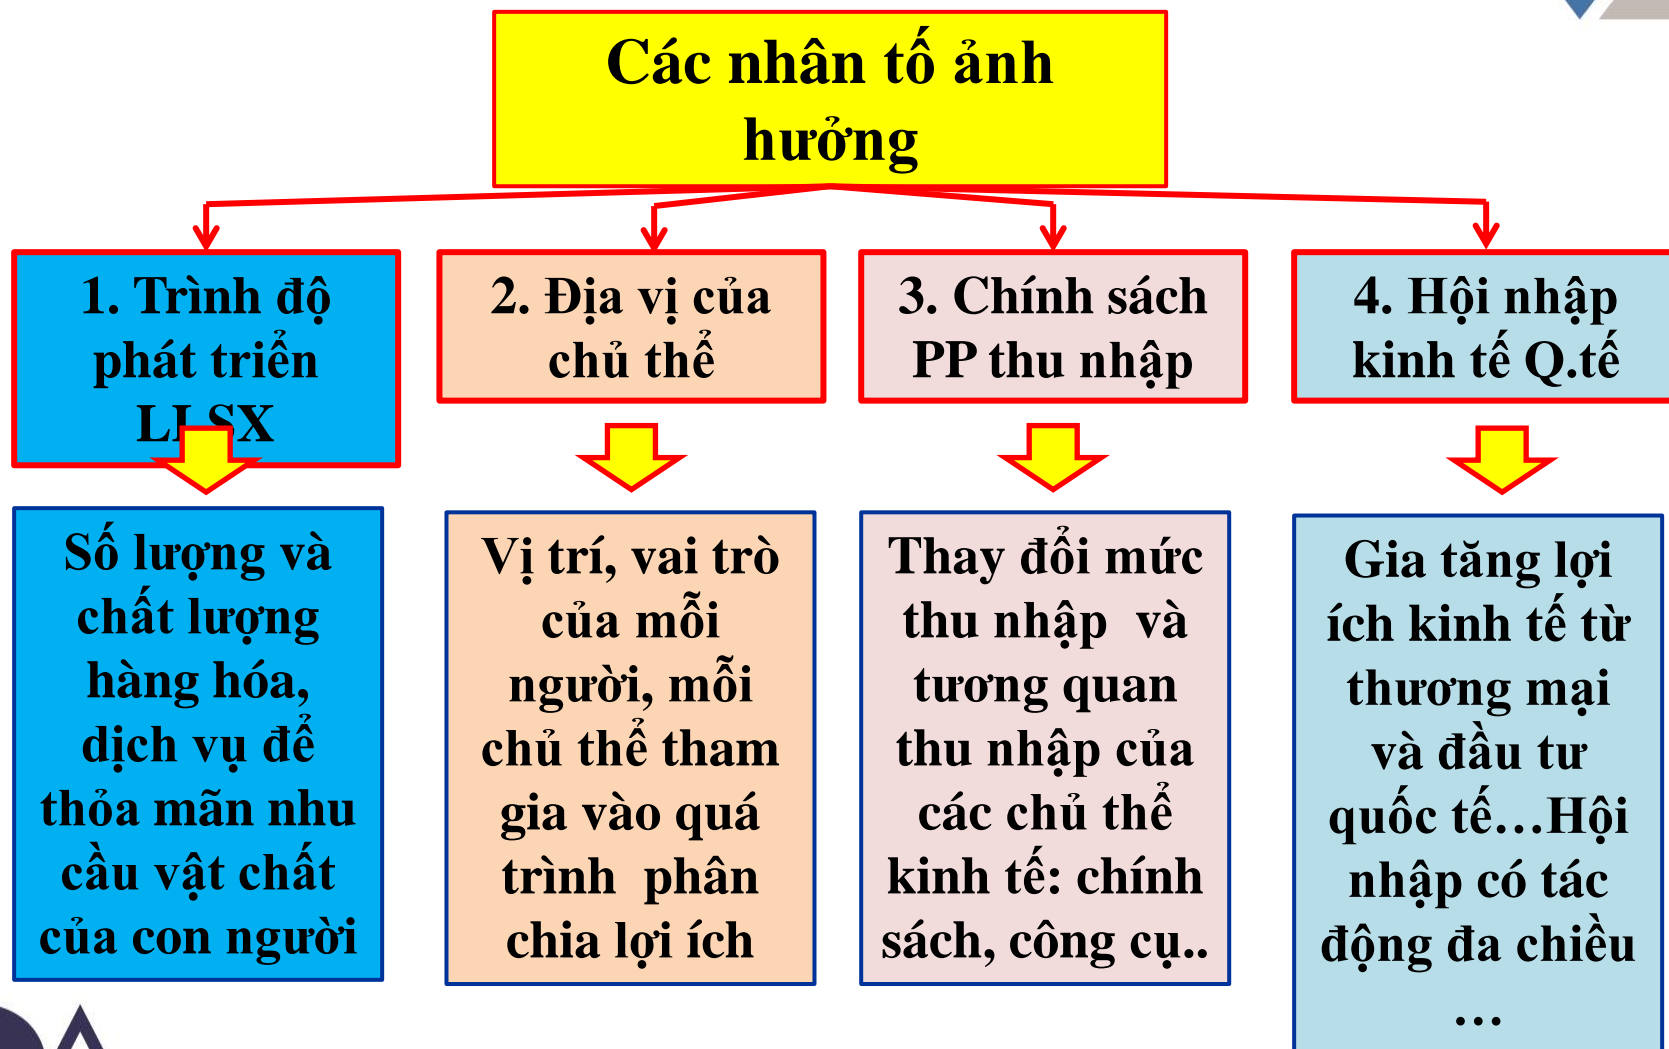 Các nhân tố ảnh
hưởng
1. Trình độ
phát triển
LLSX
2. Địa vị của
chủ thể
3. Chính sách
PP thu nhập
4. Hội nhập
kinh tế Q.tế
Số lượng và
chất lượng
hàng hóa,
dịch vụ để
thỏa mãn nhu
cầu vật chất
của con người
Vị trí, vai trò
của mỗi
người, mỗi
chủ thể tham
gia vào quá
trình phân
chia lợi ích
Thay đổi mức
thu nhập và
tương quan
thu nhập của
các chủ thể
kinh tế: chính
sách, công cụ..
Gia tăng lợi
ích kinh tế từ
thương mại
và đầu tư
quốc tế…Hội
nhập có tác
động đa chiều
…